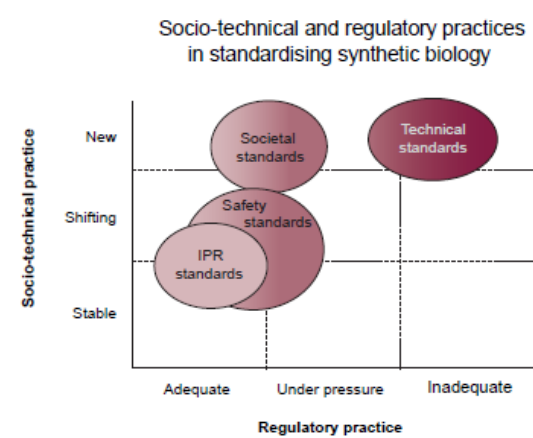 Socio-technical and regulatory practices
in standardising synthetic biology
Socio-technical practice
New
Shifting
Stable
Societal
standards
Technical
standards
Safety
standards
IPR
standards
Adequate
Under pressure
Inadequate
Regulatory practice